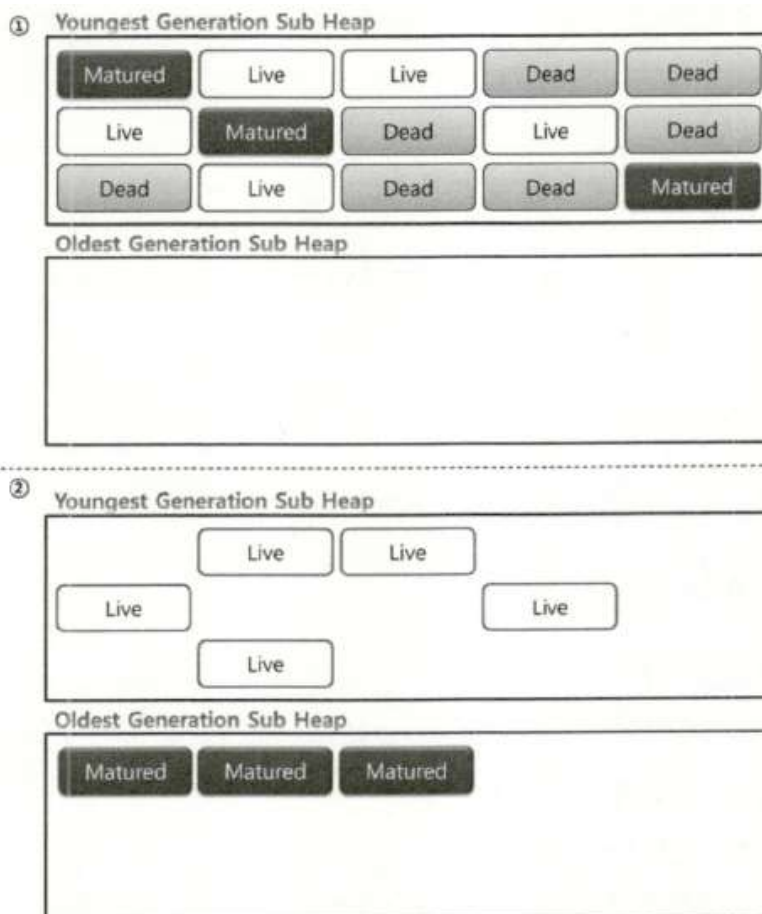 ① Youngest Generation Sub Heap
Matured Live Live Dead Dead
Live Matured Dead Live Dead
Dead Live Dead Dead Matured
Oldest Generation Sub Heap
② Youngest Generation Sub Heap
Live Live
Live Live
Live
Oldest Generation Sub Heap
Matured Matured Matured